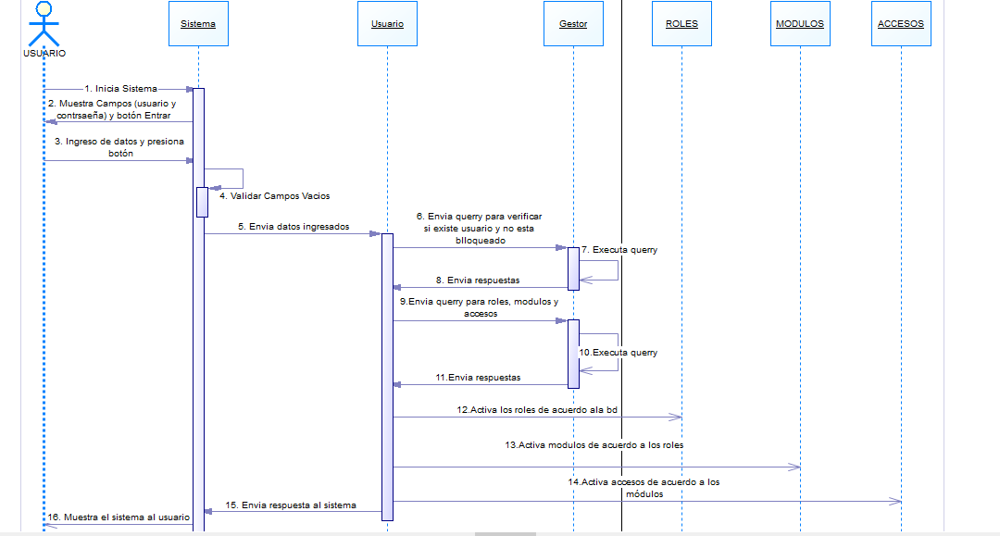 Sistema
Usuario
Gestor
ROLES
MODULOS
ACCESOS
USUARIO
1. Inicia Sistema
2. Muestra Campos (usuario y
contrsaeña) y botón Entrar
3. Ingreso de datos y presiona
botón
4. Validar Campos Vacios
5. Envia datos ingresados
6. Envia querry para verificar
si existe usuario y no esta
blloqueado
7. Executa querry
8. Envia respuestas
9.Envia querry para roles, modulos y
accesos
10.Executa querry
11.Envia respuestas
12.Activa los roles de acuerdo ala bd
13.Activa modulos de acuerdo a los roles
14.Activa accesos de acuerdo a los
módulos
15. Envia respuesta al sistema
16. Muestra el sistema al usuario